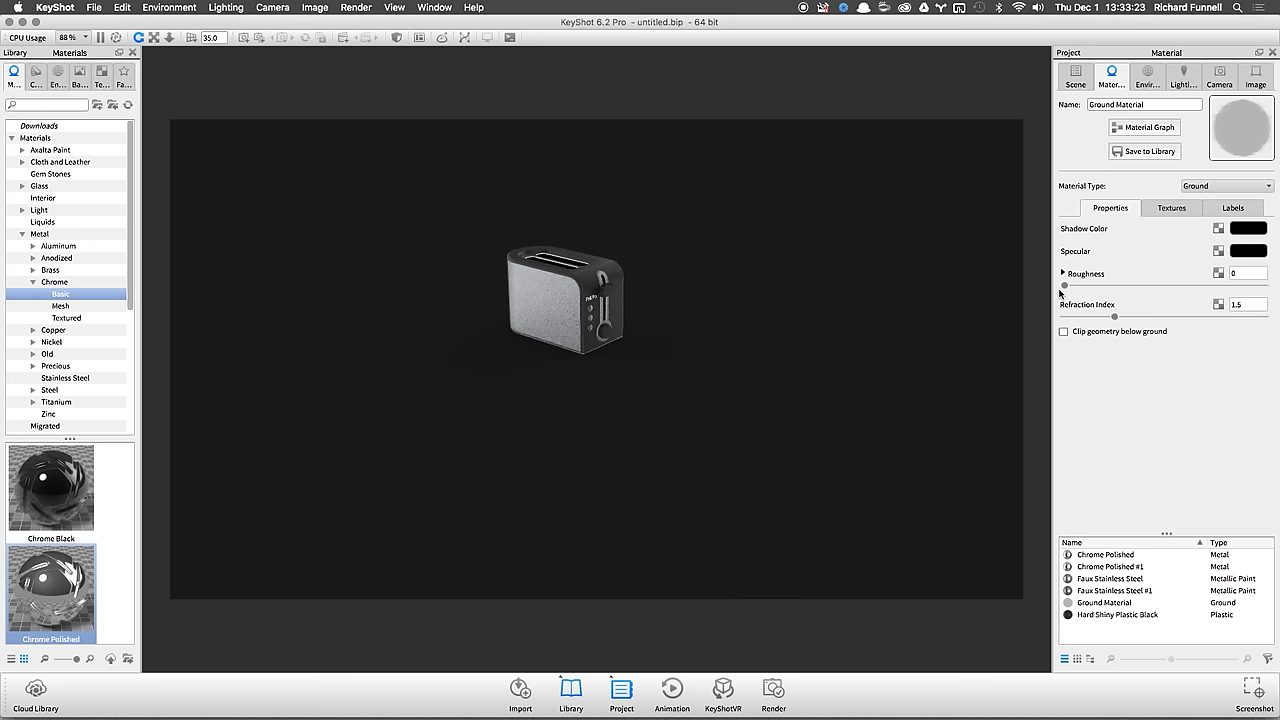 KeyShot File Edit Environment Lighting Camera Image Render View Window Help Thu Dec 1 13:33:23 Richard Funnell
KeyShot 6.2 Pro - untitled.bip - 64 bit
CPU Usage 88 % 35.0
Library Materials
M... C... En... Ba... Te... Fa...
Downloads
Materials
Axalta Paint
Cloth and Leather
Gem Stones
Glass
Interior
Light
Liquids
Metal
Aluminum
Anodized
Brass
Chrome
Basic
Mesh
Textured
Copper
Nickel
Old
Precious
Stainless Steel
Steel
Titanium
Zinc
Migrated
Chrome Black
Chrome Polished
Project Material
Scene Mater... Envir... Lighti... Camera Image
Name: Ground Material
Material Graph
Save to Library
Material Type: Ground
Properties Textures Labels
Shadow Color
Specular
Roughness 0
Refraction Index 1.5
Clip geometry below ground
Name Type
Chrome Polished Metal
Chrome Polished #1 Metal
Faux Stainless Steel Metallic Paint
Faux Stainless Steel #1 Metallic Paint
Ground Material Ground
Hard Shiny Plastic Black Plastic
Cloud Library Import Library Project Animation KeyShotVR Render Screenshot